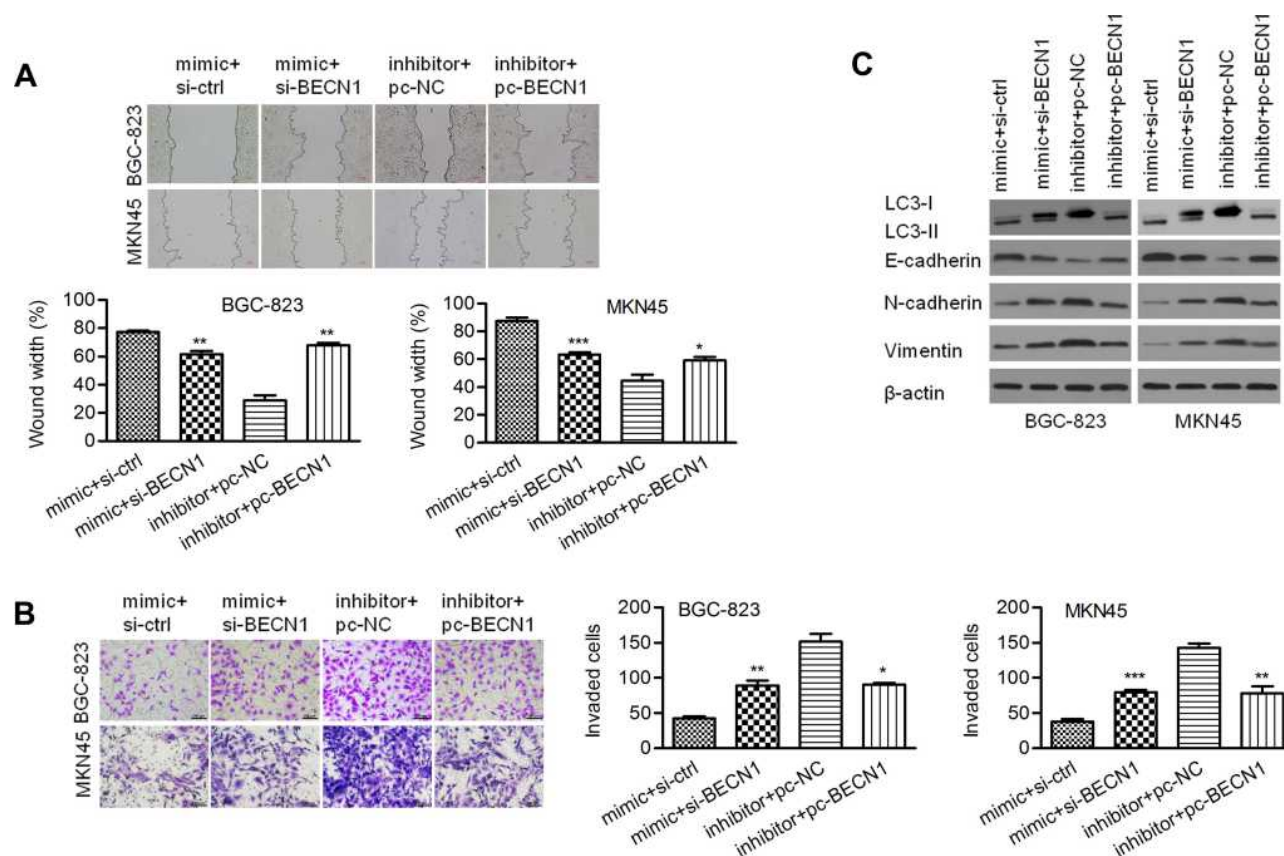 A
mimic+
si-ctrl
mimic+
si-BECN1
inhibitor+
pc-NC
inhibitor+
pc-BECN1
BGC-823
MKN45
Wound width (%)
100
80
60
40
20
0
BGC-823
**
**
mimic+si-ctrl
mimic+si-BECN1
inhibitor+pc-NC
inhibitor+pc-BECN1
Wound width (%)
100
80
60
40
20
0
MKN45
***
*
mimic+si-ctrl
mimic+si-BECN1
inhibitor+pc-NC
inhibitor+pc-BECN1
B
mimic+
si-ctrl
mimic+
si-BECN1
inhibitor+
pc-NC
inhibitor+
pc-BECN1
BGC-823
MKN45
Invaded cells
200
150
100
50
0
BGC-823
**
*
mimic+si-ctrl
mimic+si-BECN1
inhibitor+pc-NC
inhibitor+pc-BECN1
Invaded cells
200
150
100
50
0
MKN45
***
**
mimic+si-ctrl
mimic+si-BECN1
inhibitor+pc-NC
inhibitor+pc-BECN1
C
mimic+si-ctrl
mimic+si-BECN1
inhibitor+pc-NC
inhibitor+pc-BECN1
mimic+si-ctrl
mimic+si-BECN1
inhibitor+pc-NC
inhibitor+pc-BECN1
LC3-I
LC3-II
E-cadherin
N-cadherin
Vimentin
β-actin
BGC-823
MKN45